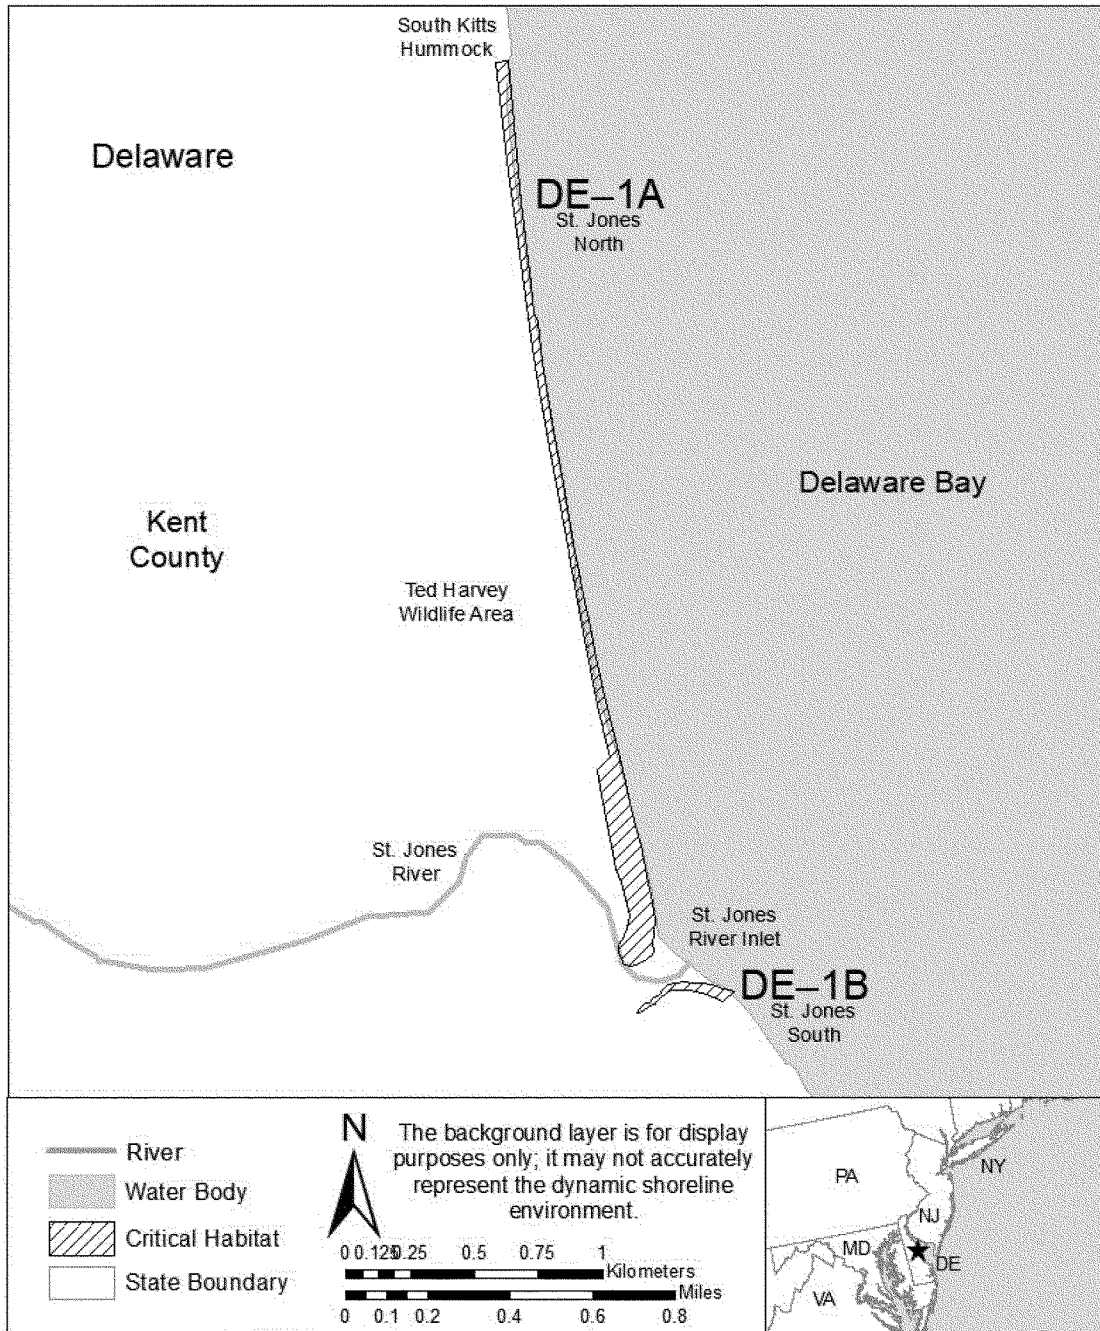 South Kitts
Hummock
Delaware
DE–1A
St. Jones
North
Delaware Bay
Kent
County
Ted Harvey
Wildlife Area
St. Jones
River
St. Jones
River Inlet
DE–1B
St. Jones
South
River
Water Body
Critical Habitat
State Boundary
N
The background layer is for display
purposes only; it may not accurately
represent the dynamic shoreline
environment.
0 0.125 0.25 0.5 0.75 1
Kilometers
Miles
0 0.1 0.2 0.4 0.6 0.8
PA
NY
NJ
MD
DE
VA